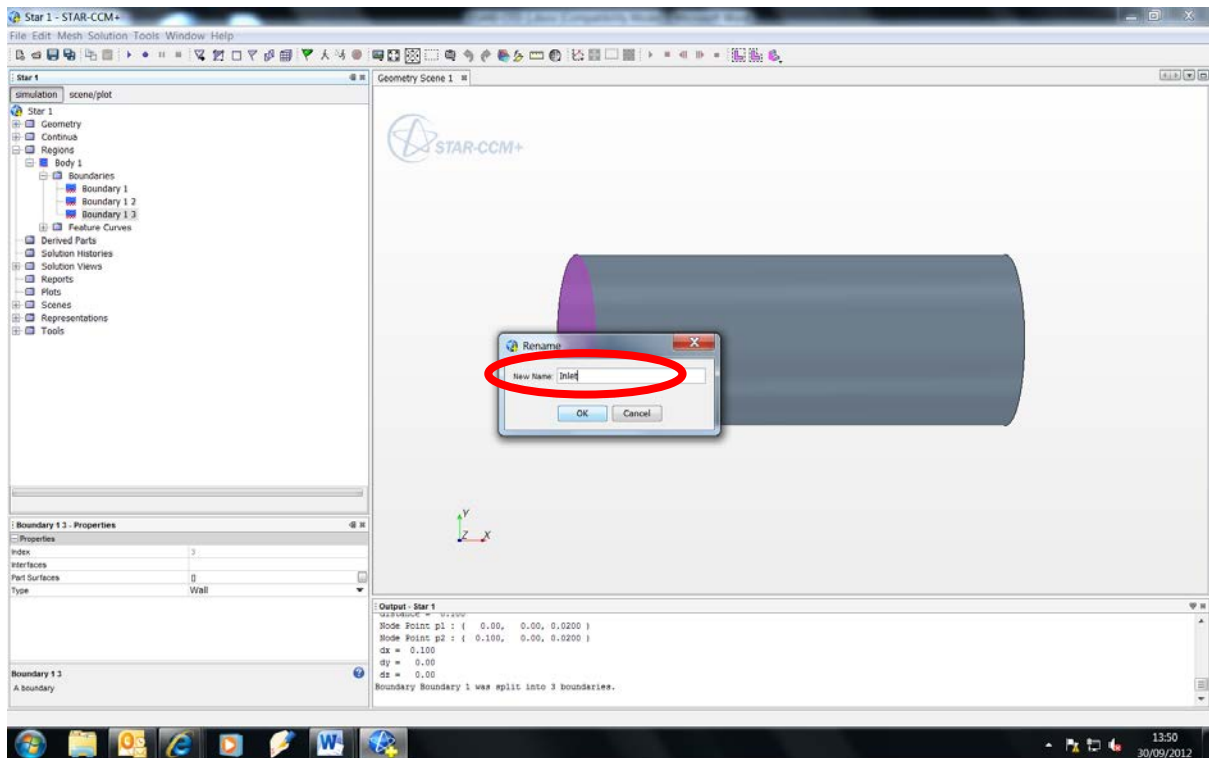 Star 1 - STAR-CCM+
File Edit Mesh Solution Tools Window Help
Star 1
simulation scene/plot
Star 1
Geometry
Continua
Regions
Body 1
Boundaries
Boundary 1
Boundary 1 2
Boundary 1 3
Feature Curves
Derived Parts
Solution Histories
Solution Views
Reports
Plots
Scenes
Representations
Tools
Boundary 1 3 - Properties
Properties
Index 3
Interfaces
Part Surfaces []
Type Wall
Boundary 1 3
A boundary
Geometry Scene 1
STAR-CCM+
Rename
New Name: Inlet
OK Cancel
Y
Z X
Output - Star 1
distance = 0.100
Node Point p1 : ( 0.00, 0.00, 0.0200 )
Node Point p2 : ( 0.100, 0.00, 0.0200 )
dx = 0.100
dy = 0.00
dz = 0.00
Boundary Boundary 1 was split into 3 boundaries.
13:50
30/09/2012